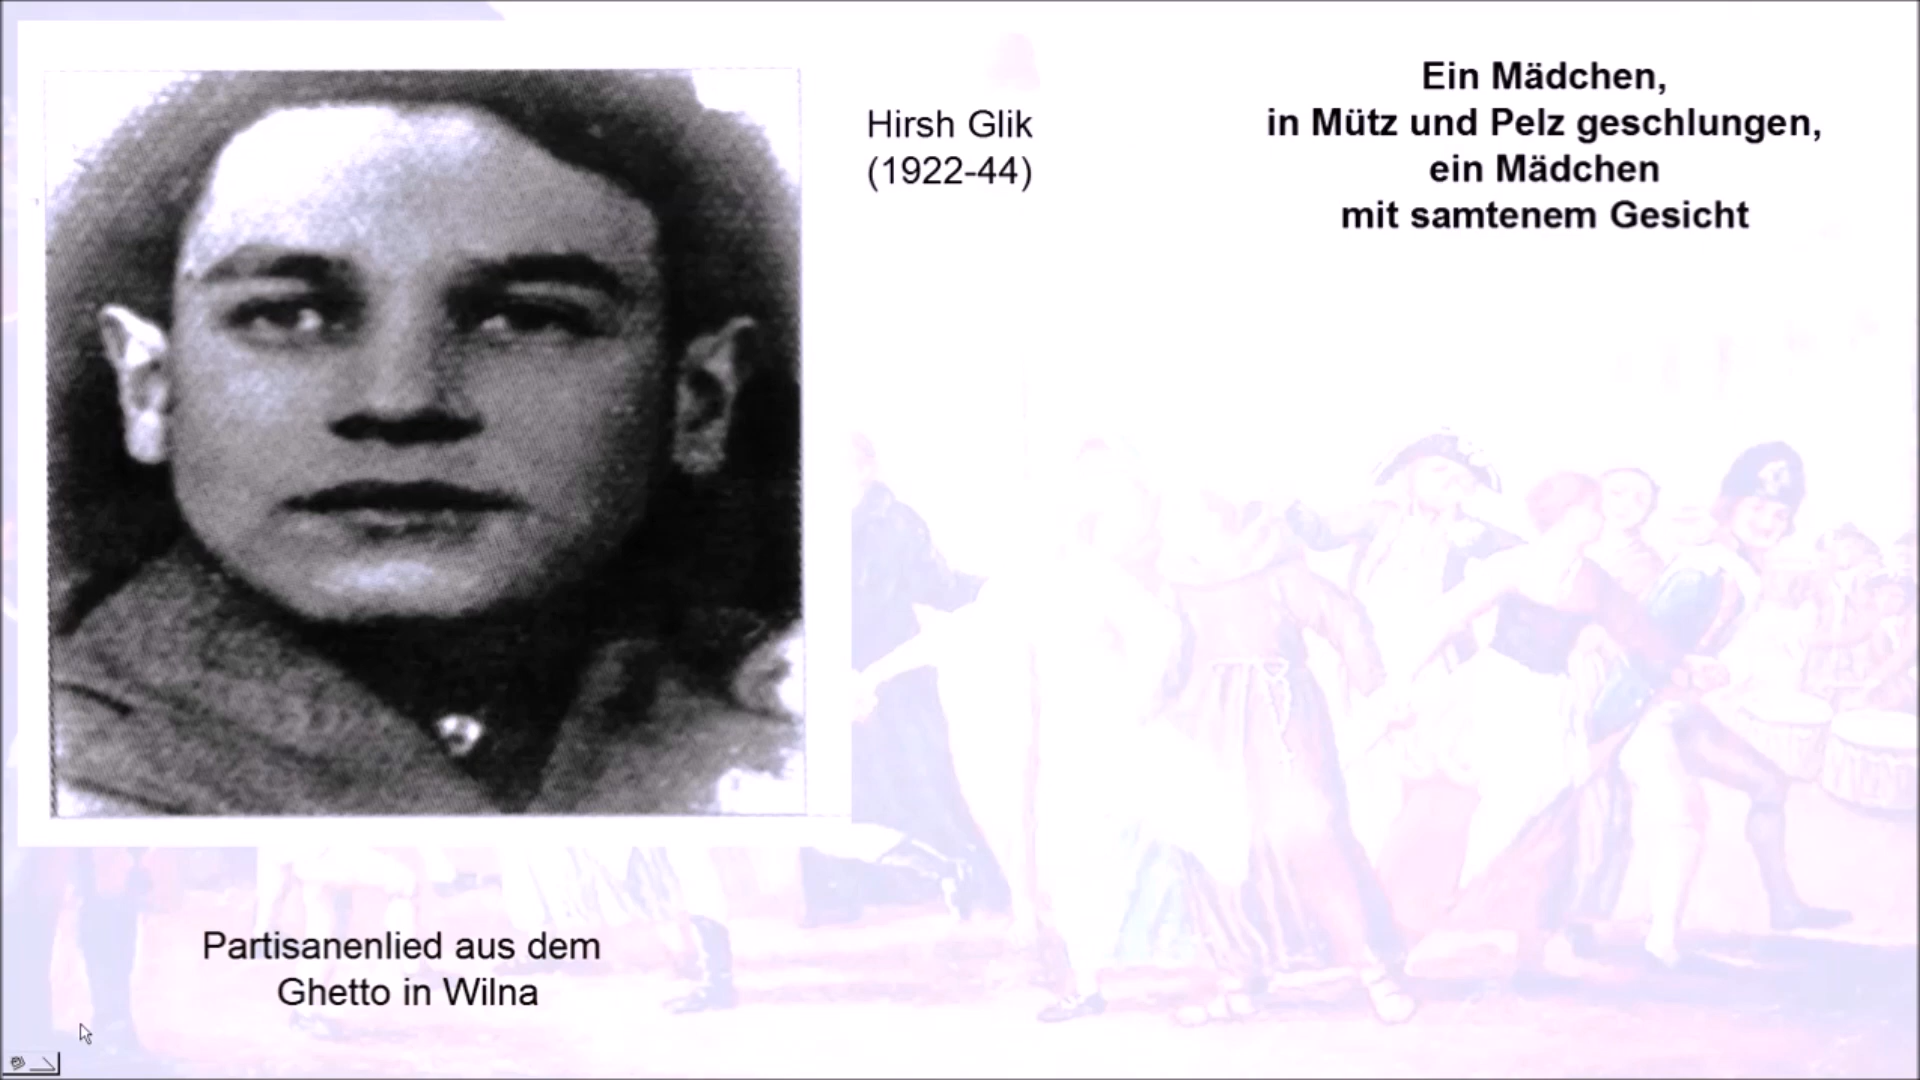 Hirsh Glik
(1922-44)
Ein Mädchen,
in Mütz und Pelz geschlungen,
ein Mädchen
mit samtenem Gesicht
Partisanenlied aus dem
Ghetto in Wilna